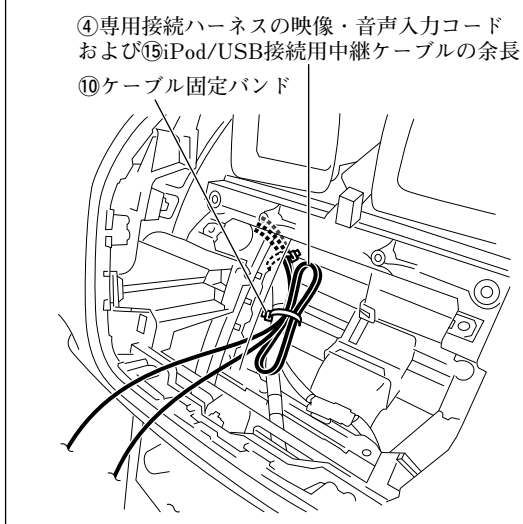 ④専用接続ハーネスの映像・音声入力コード
および⑮iPod/USB接続用中継ケーブルの余長
⑩ケーブル固定バンド